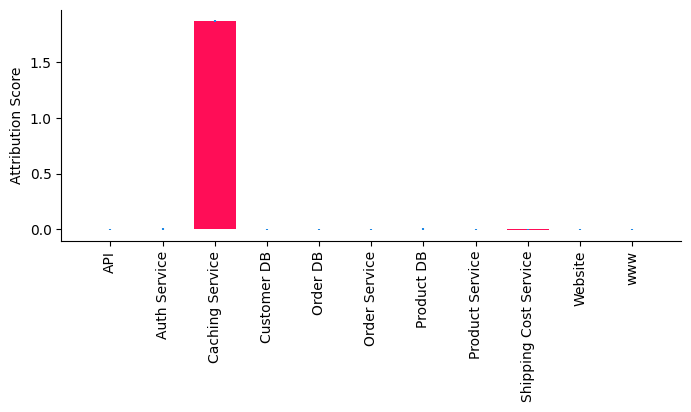 Attribution Score
1.5
1.0
0.5
0.0
API
Auth Service
Caching Service
Customer DB
Order DB
Order Service
Product DB
Product Service
Shipping Cost Service
Website
www